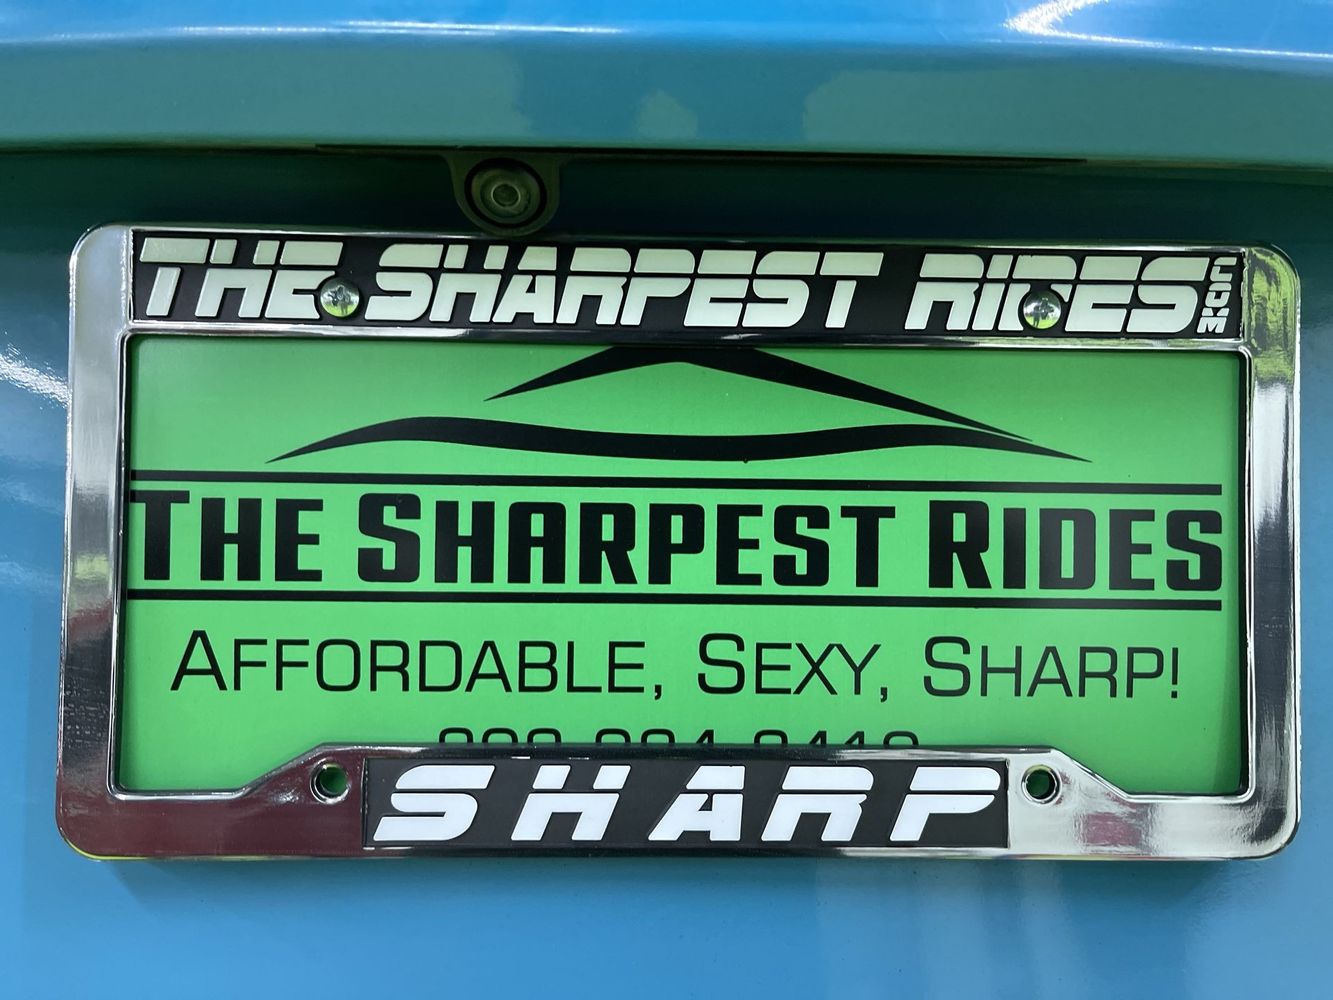 THE SHARPEST RIDES.COM
THE SHARPEST RIDES
AFFORDABLE, SEXY, SHARP!
SHARP